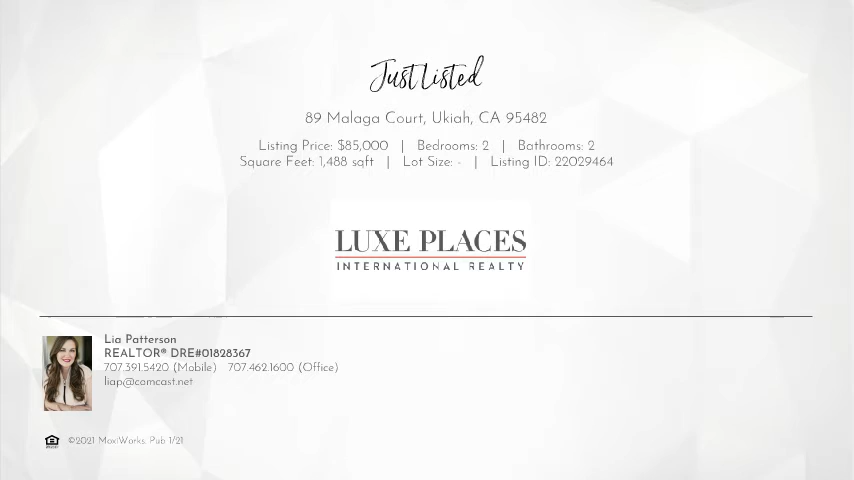 Just Listed
89 Malaga Court, Ukiah, CA 95482
Listing Price: $85,000 | Bedrooms: 2 | Bathrooms: 2
Square Feet: 1,488 sqft | Lot Size: - | Listing ID: 22029464
LUXE PLACES
INTERNATIONAL REALTY
Lia Patterson
REALTOR® DRE#01828367
707.391.5420 (Mobile) 707.462.1600 (Office)
liap@comcast.net
©2021 MoxiWorks. Pub 1/21